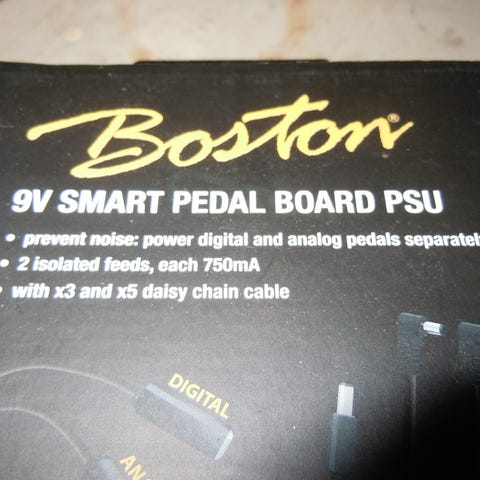 Boston®
9V SMART PEDAL BOARD PSU
• prevent noise: power digital and analog pedals separatel
• 2 isolated feeds, each 750mA
• with x3 and x5 daisy chain cable
DIGITAL
AN